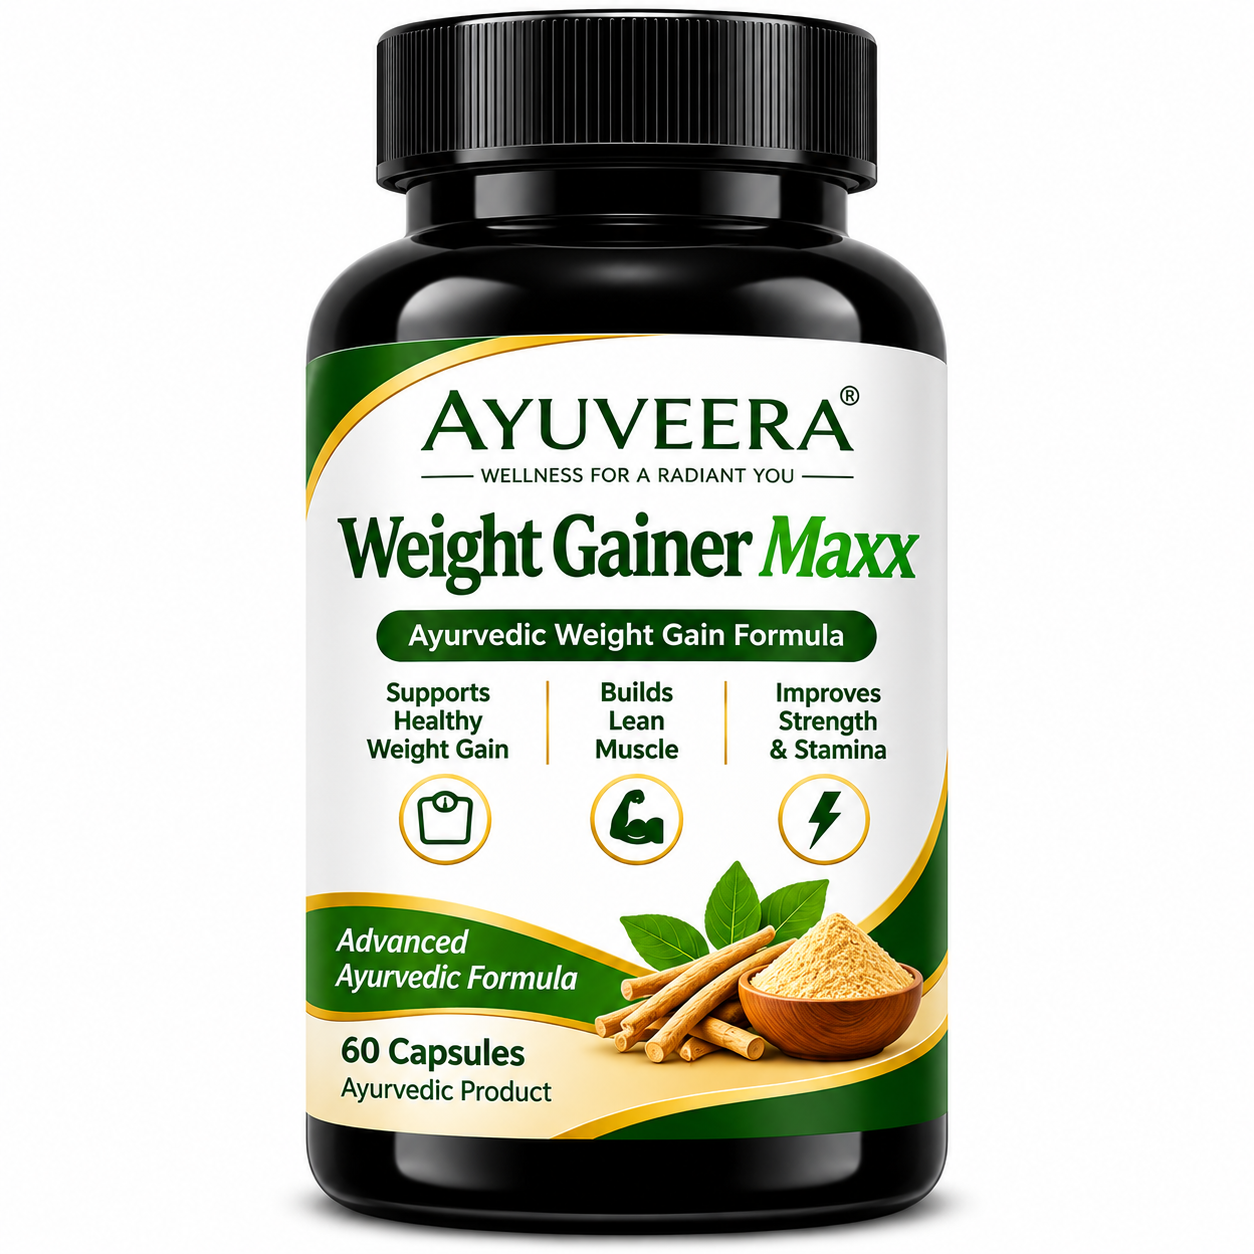 AYUVEERA®
WELLNESS FOR A RADIANT YOU
Weight Gainer Maxx
Ayurvedic Weight Gain Formula
Supports
Healthy
Weight Gain
Builds
Lean
Muscle
Improves
Strength
& Stamina
Advanced
Ayurvedic Formula
60 Capsules
Ayurvedic Product